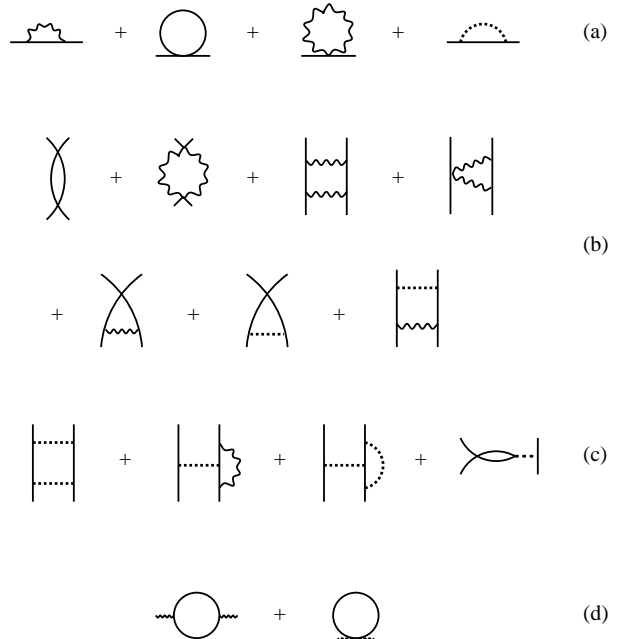 + + + (a)
+ + +
(b)
+ + +
+ + + (c)
+ (d)